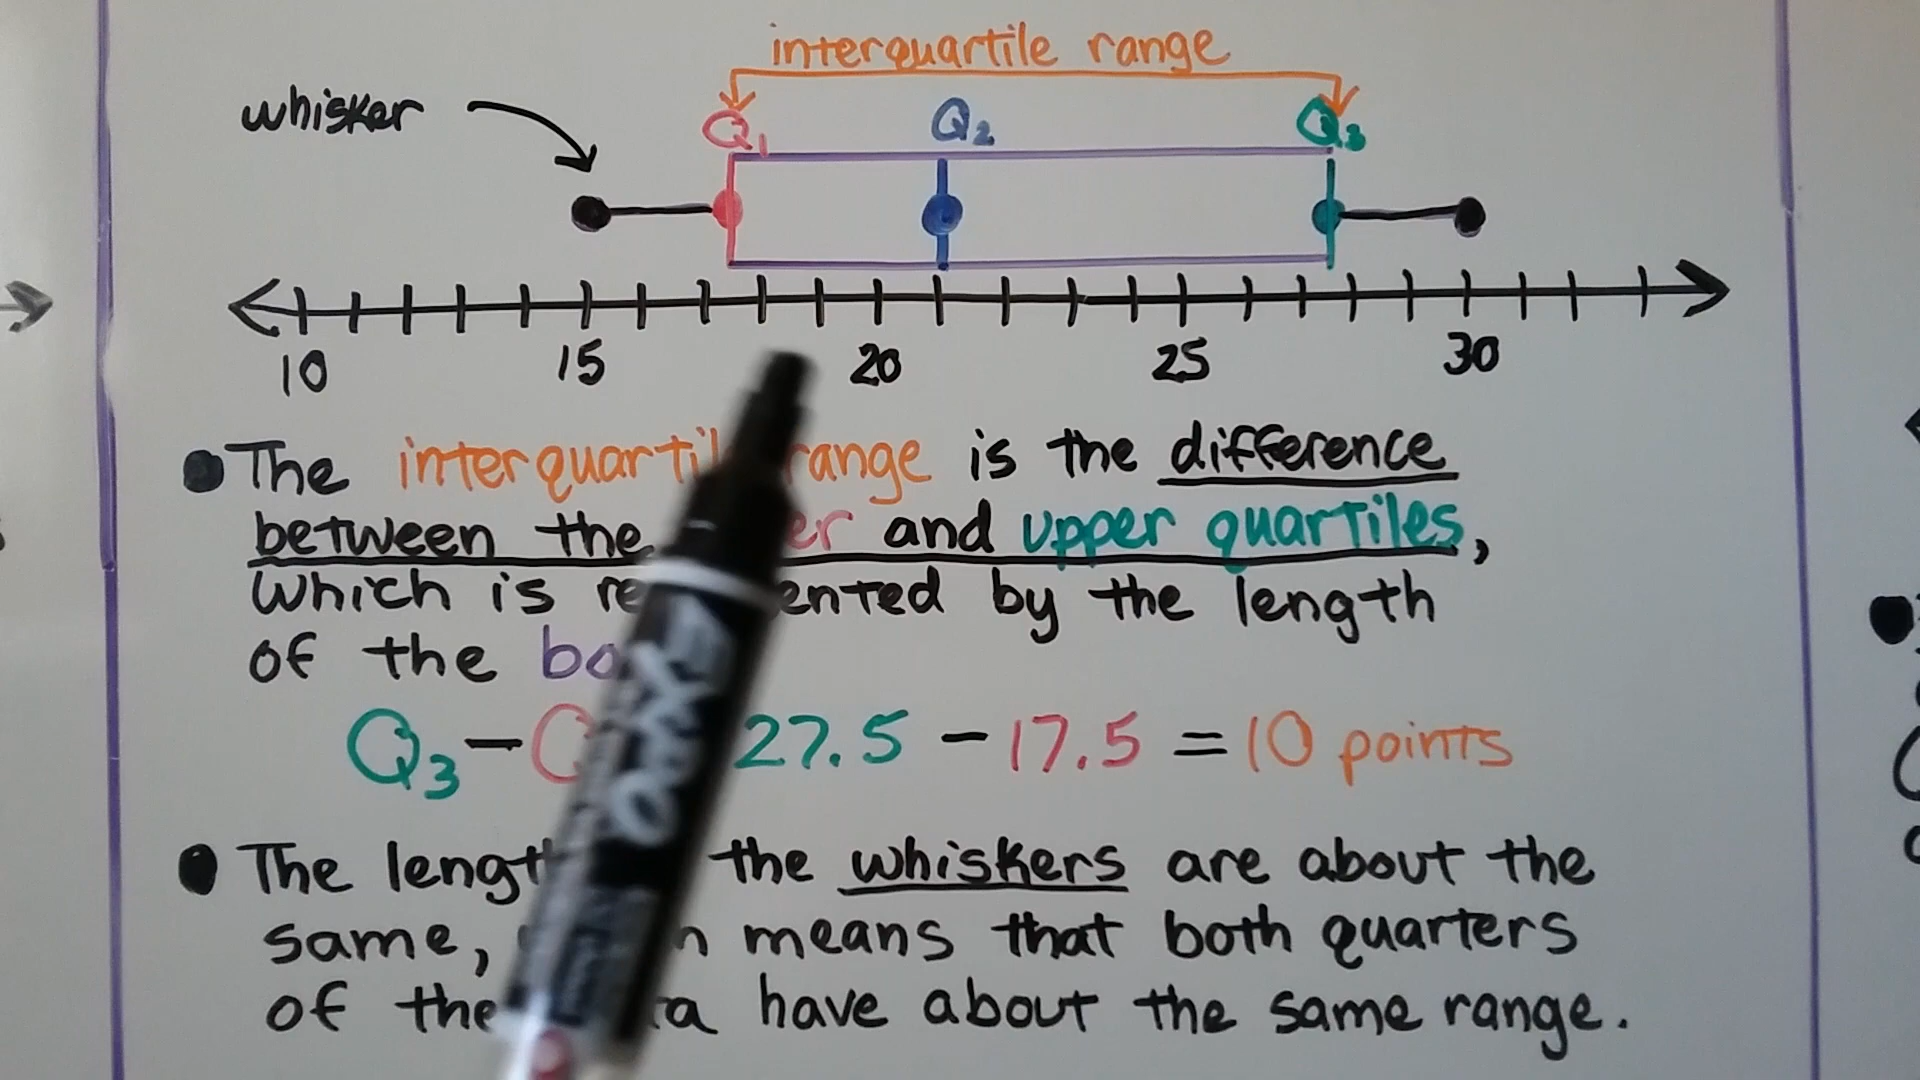 interquartile range
whisker
Q1 Q2 Q3
10 15 20 25 30
The interquartil range is the difference
between the er and upper quartiles,
which is re ented by the length
of the bo
Q3 - 27.5 - 17.5 = 10 points
The lengt the whiskers are about the
same, means that both quarters
of the have about the same range.
EXPO